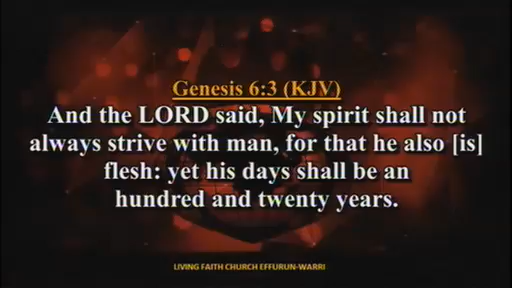 Genesis 6:3 (KJV)
And the LORD said, My spirit shall not
always strive with man, for that he also [is]
flesh: yet his days shall be an
hundred and twenty years.
LIVING FAITH CHURCH EFFURUN-WARRI